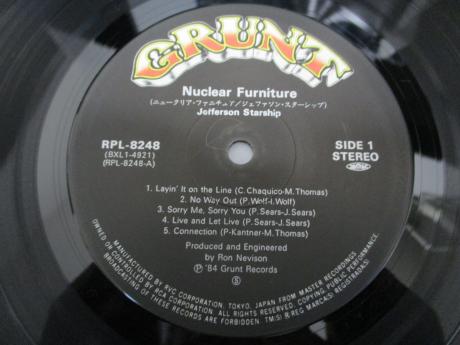 GRUNT
Nuclear Furniture
(ニュークリア・ファニチュア/ジェファソン・スターシップ)
Jefferson Starship
RPL-8248
(BXL1-4921)
(RPL-8248-A)
SIDE 1
STEREO
1. Layin' It on the Line (C.Chaquico-M.Thomas)
2. No Way Out (P.Wolf-I.Wolf)
3. Sorry Me, Sorry You (P.Sears-J.Sears)
4. Live and Let Live (P.Sears-J.Sears)
5. Connection (P-Kantner-M.Thomas)
Produced and Engineered
by Ron Nevison
Ⓟ '84 Grunt Records
Ⓢ
MANUFACTURED BY RVC CORPORATION, TOKYO, JAPAN FROM MASTER RECORDINGS
OWNED OR CONTROLLED BY RCA CORPORATION. ALL RIGHTS RESERVED. COPYING, PUBLIC PERFORMANCE,
BROADCASTING OF THESE RECORDS ARE FORBIDDEN. TM(S) ® REG MARCA(S) REGISTRADA(S)